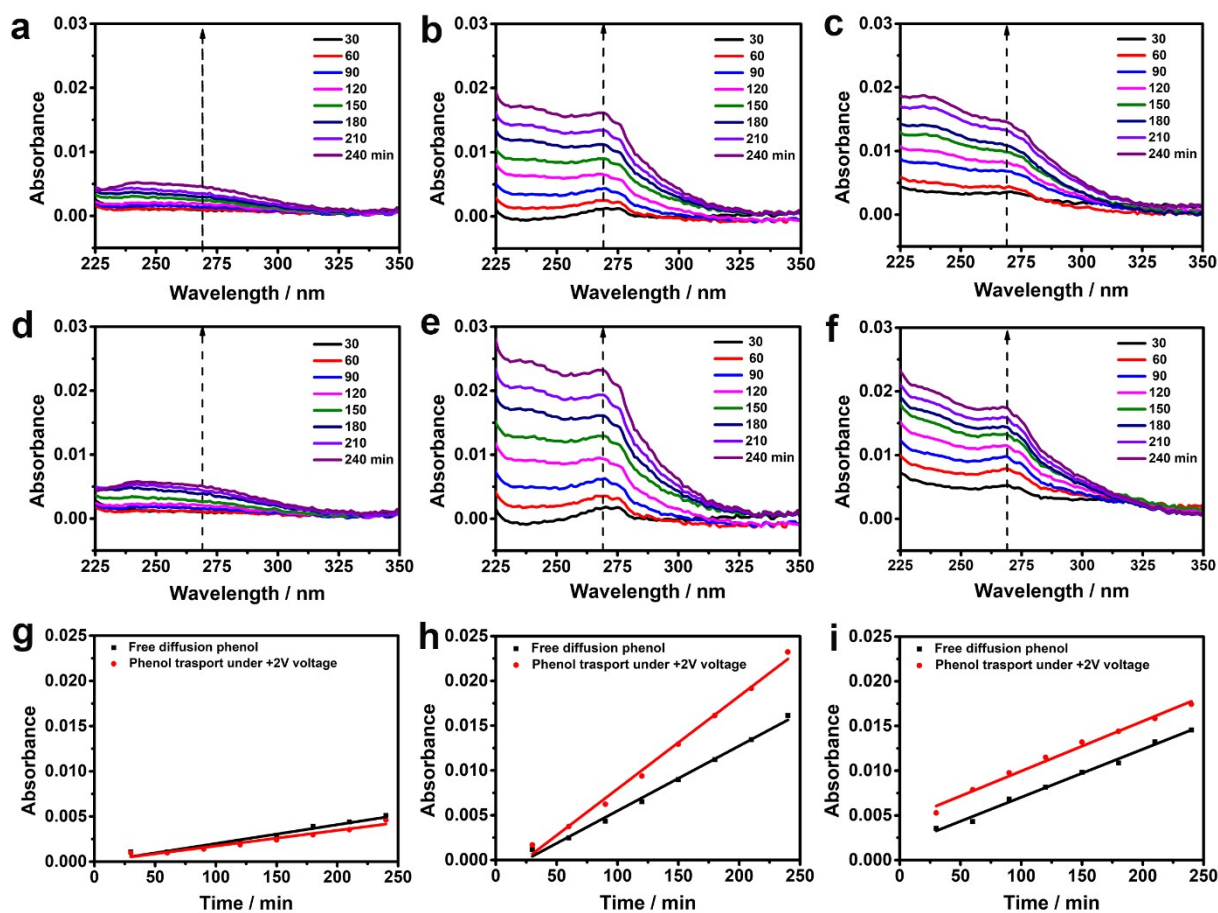 a
0.03
0.02
0.01
0.00
Absorbance
30
60
90
120
150
180
210
240 min
225 250 275 300 325 350
Wavelength / nm
b
0.03
0.02
0.01
0.00
Absorbance
30
60
90
120
150
180
210
240 min
225 250 275 300 325 350
Wavelength / nm
c
0.03
0.02
0.01
0.00
Absorbance
30
60
90
120
150
180
210
240 min
225 250 275 300 325 350
Wavelength / nm
d
0.03
0.02
0.01
0.00
Absorbance
30
60
90
120
150
180
210
240 min
225 250 275 300 325 350
Wavelength / nm
e
0.03
0.02
0.01
0.00
Absorbance
30
60
90
120
150
180
210
240 min
225 250 275 300 325 350
Wavelength / nm
f
0.03
0.02
0.01
0.00
Absorbance
30
60
90
120
150
180
210
240 min
225 250 275 300 325 350
Wavelength / nm
g
0.025
0.020
0.015
0.010
0.005
0.000
Absorbance
Free diffusion phenol
Phenol trasport under +2V voltage
0 50 100 150 200 250
Time / min
h
0.025
0.020
0.015
0.010
0.005
0.000
Absorbance
Free diffusion phenol
Phenol trasport under +2V voltage
0 50 100 150 200 250
Time / min
i
0.025
0.020
0.015
0.010
0.005
0.000
Absorbance
Free diffusion phenol
Phenol trasport under +2V voltage
0 50 100 150 200 250
Time / min